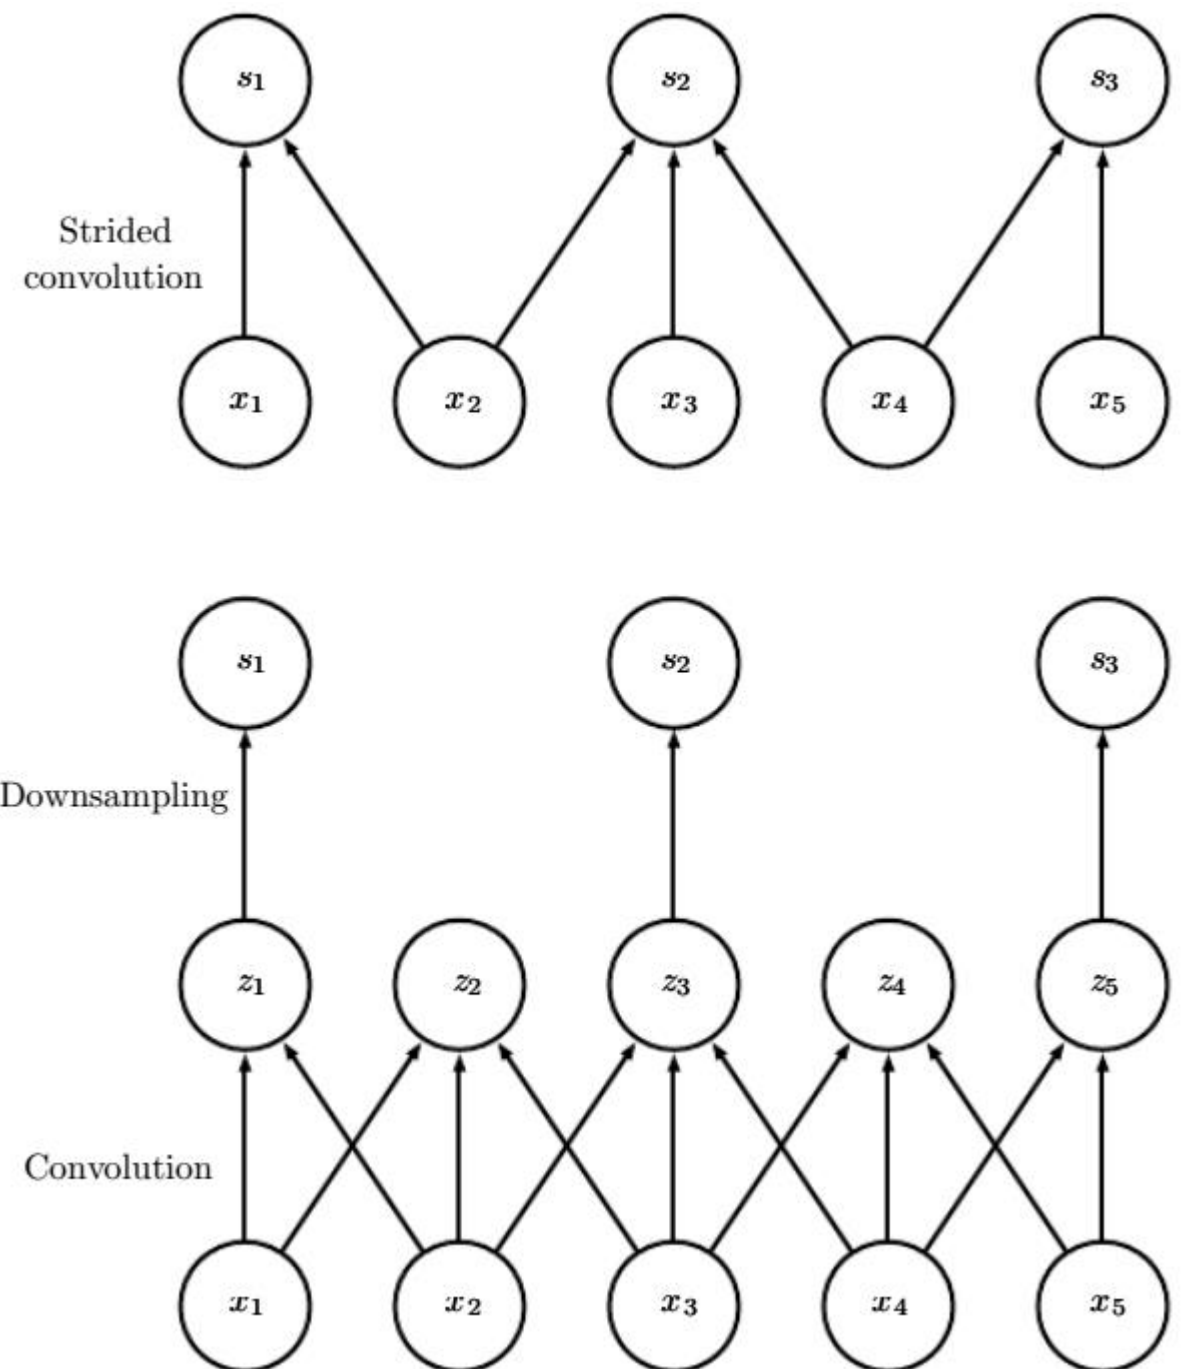 s₁ s₂ s₃
Strided
convolution
x₁ x₂ x₃ x₄ x₅
s₁ s₂ s₃
Downsampling
z₁ z₂ z₃ z₄ z₅
Convolution
x₁ x₂ x₃ x₄ x₅